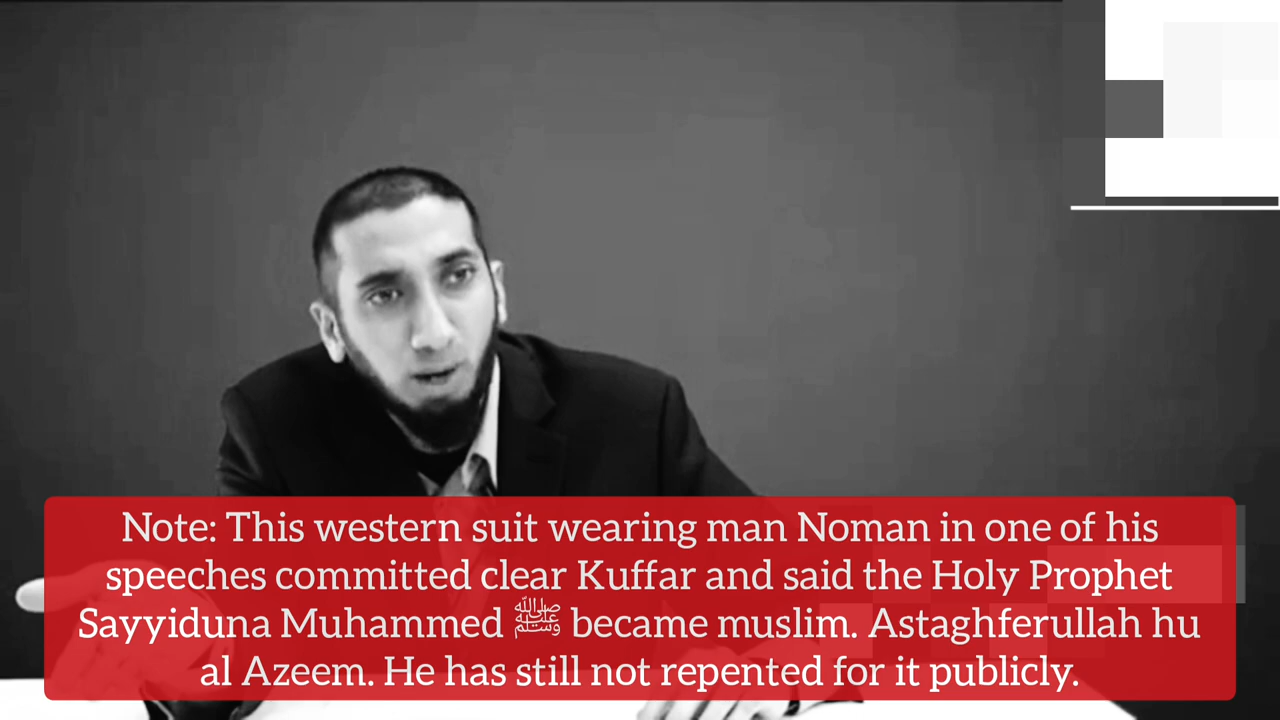 Note: This western suit wearing man Noman in one of his
speeches committed clear Kuffar and said the Holy Prophet
Sayyiduna Muhammed ﷺ became muslim. Astaghferullah hu
al Azeem. He has still not repented for it publicly.